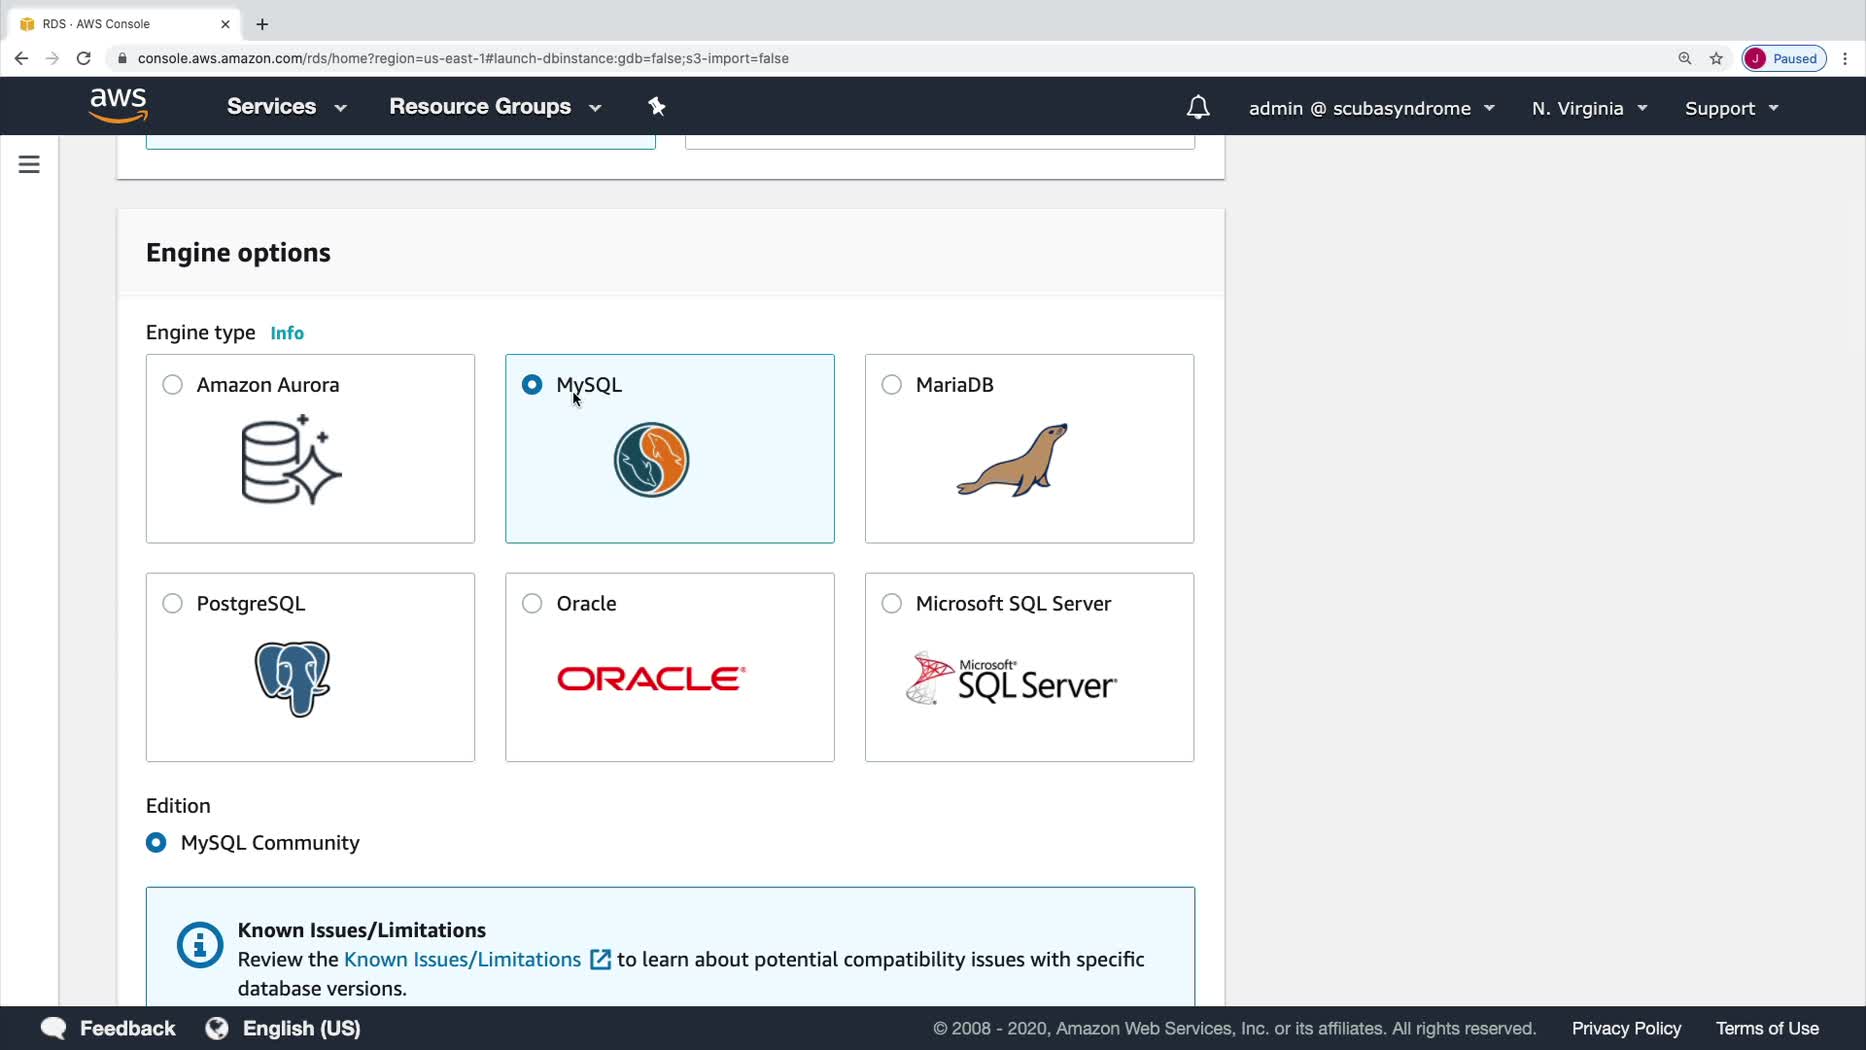 RDS · AWS Console
console.aws.amazon.com/rds/home?region=us-east-1#launch-dbinstance:gdb=false;s3-import=false
J Paused
aws Services Resource Groups admin @ scubasyndrome N. Virginia Support
Engine options
Engine type Info
Amazon Aurora MySQL MariaDB
PostgreSQL Oracle Microsoft SQL Server
ORACLE® Microsoft®
SQL Server®
Edition
MySQL Community
Known Issues/Limitations
Review the Known Issues/Limitations to learn about potential compatibility issues with specific
database versions.
Feedback English (US) © 2008 - 2020, Amazon Web Services, Inc. or its affiliates. All rights reserved. Privacy Policy Terms of Use